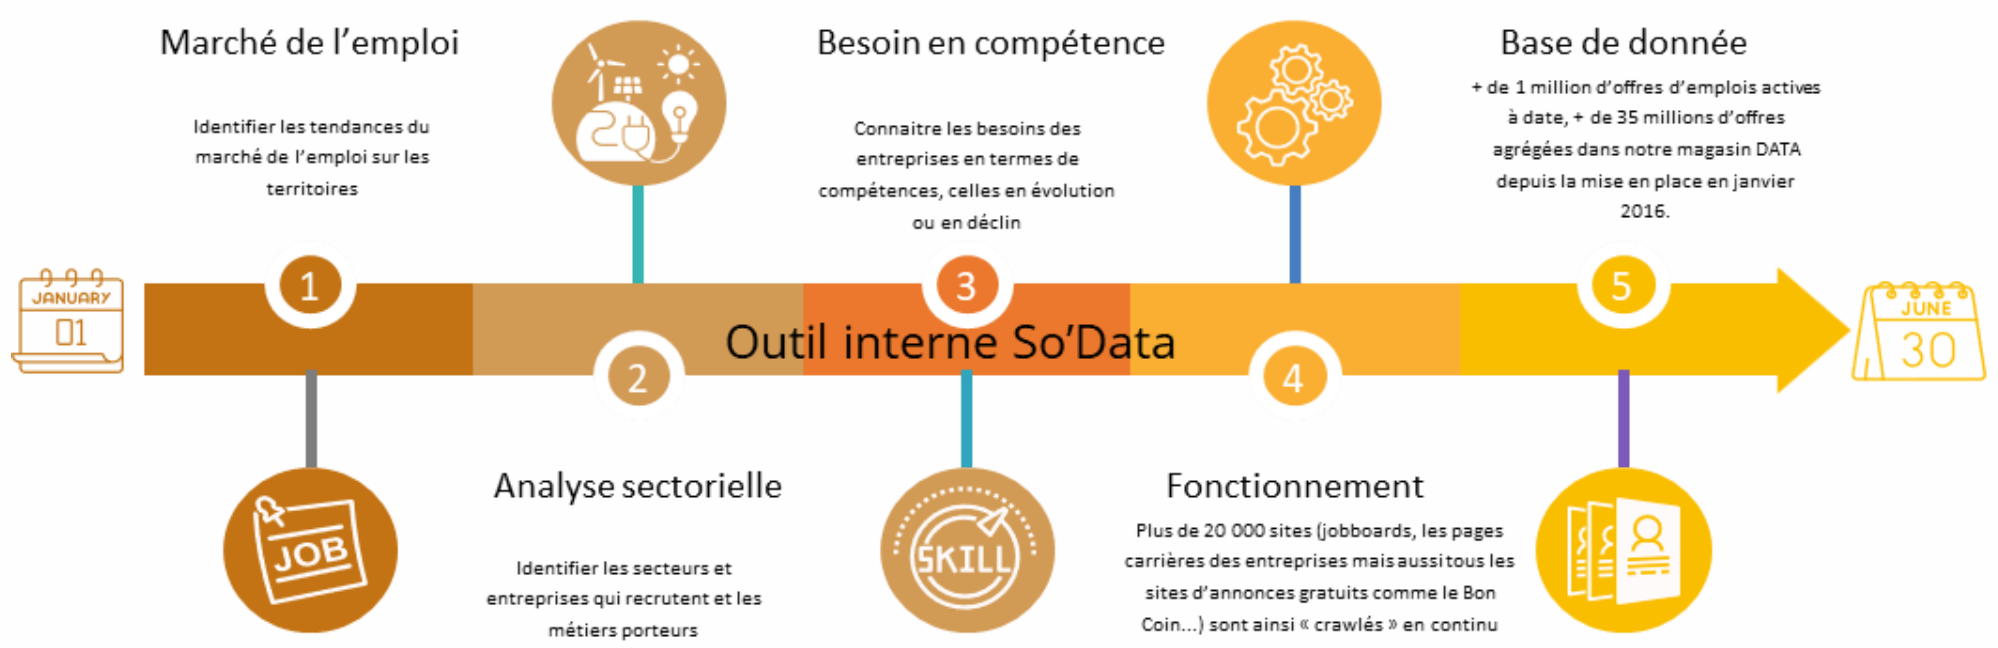 Marché de l’emploi
Identifier les tendances du
marché de l’emploi sur les
territoires
Besoin en compétence
Connaitre les besoins des
entreprises en termes de
compétences, celles en évolution
ou en déclin
Base de donnée
+ de 1 million d’offres d’emplois actives
à date, + de 35 millions d’offres
agrégées dans notre magasin DATA
depuis la mise en place en janvier
2016.
JANUARY
01
1
2
3
4
5
Outil interne So’Data
JUNE
30
JOB
Analyse sectorielle
Identifier les secteurs et
entreprises qui recrutent et les
métiers porteurs
SKILL
Fonctionnement
Plus de 20 000 sites (jobboards, les pages
carrières des entreprises mais aussi tous les
sites d’annonces gratuits comme le Bon
Coin...) sont ainsi « crawlés » en continu